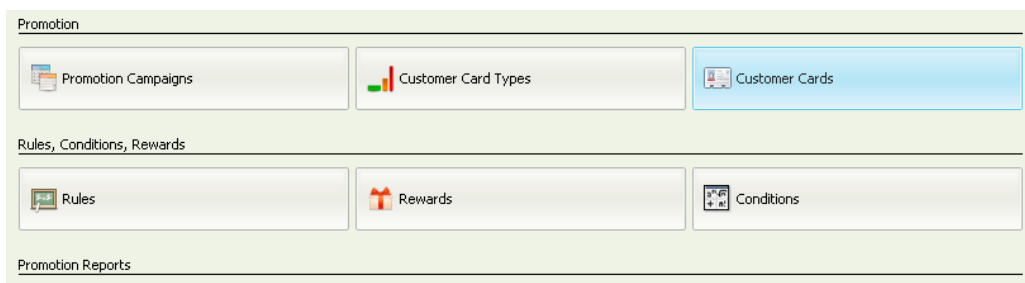 Promotion
Promotion Campaigns
Customer Card Types
Customer Cards
Rules, Conditions, Rewards
Rules
Rewards
Conditions
Promotion Reports